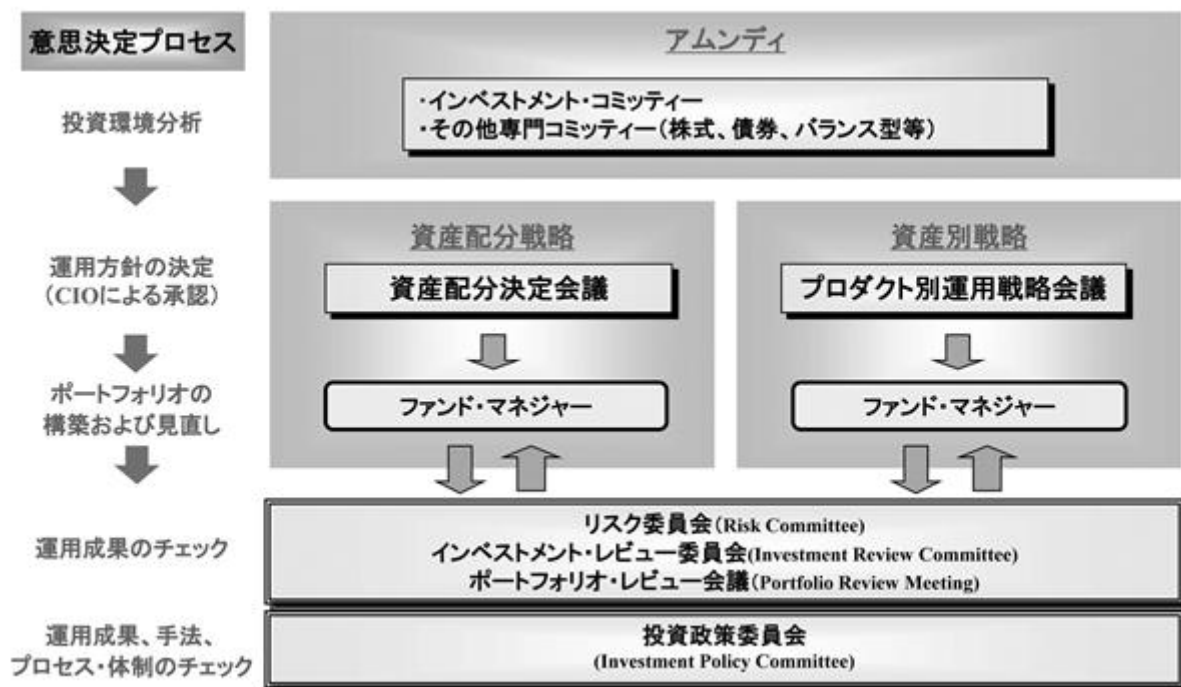 意思決定プロセス
アムンディ
投資環境分析
・インベストメント・コミッティー
・その他専門コミッティー(株式、債券、バランス型等)
資産配分戦略
資産別戦略
運用方針の決定
(CIOによる承認)
資産配分決定会議
プロダクト別運用戦略会議
ポートフォリオの
構築および見直し
ファンド・マネジャー
ファンド・マネジャー
運用成果のチェック
リスク委員会(Risk Committee)
インベストメント・レビュー委員会(Investment Review Committee)
ポートフォリオ・レビュー会議(Portfolio Review Meeting)
運用成果、手法、
プロセス・体制のチェック
投資政策委員会
(Investment Policy Committee)